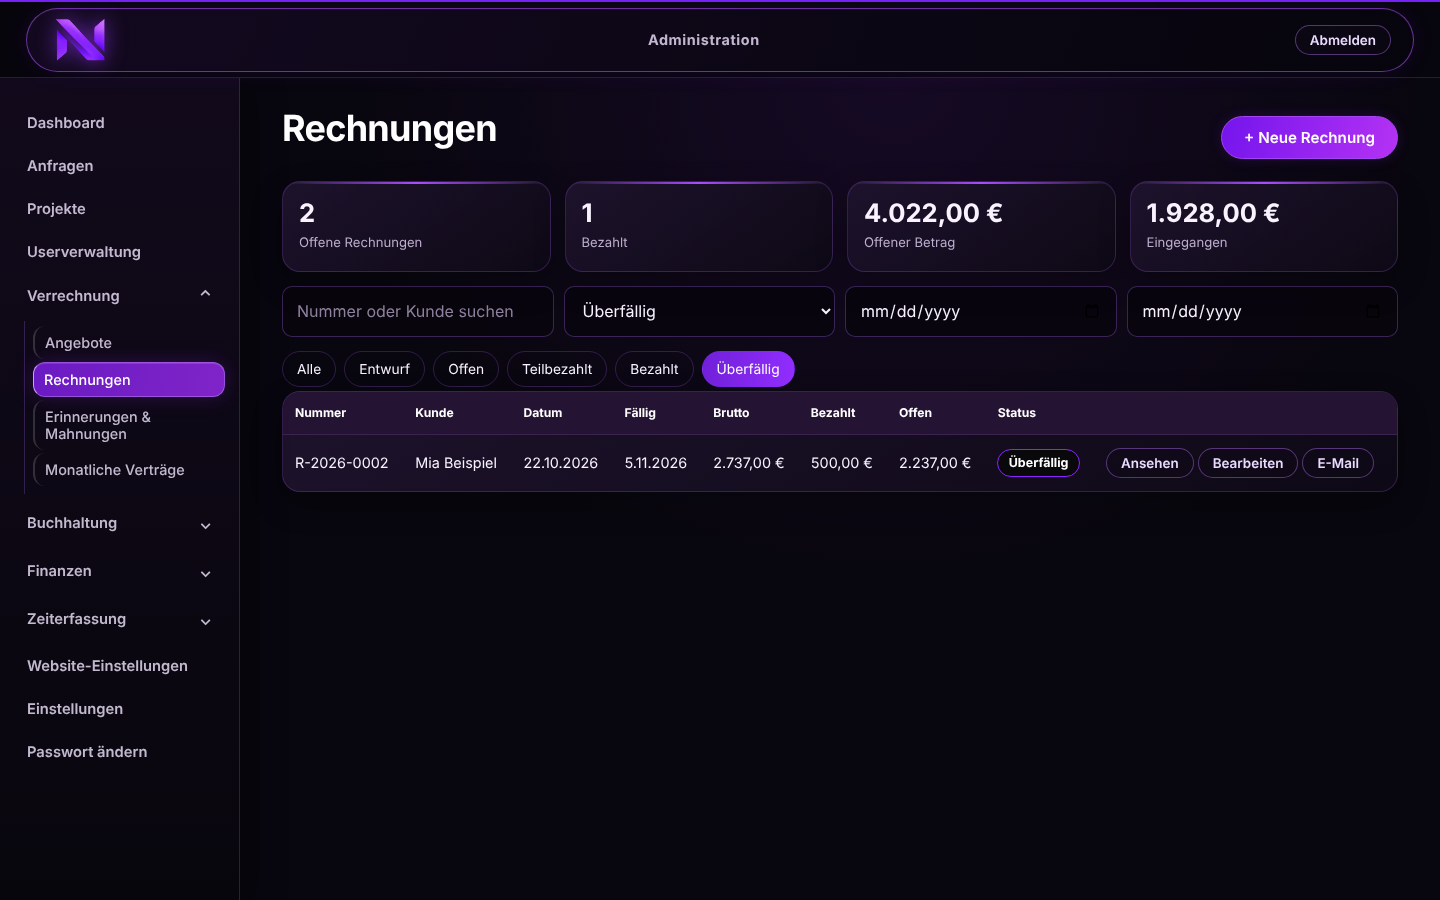 Administration
Abmelden
Dashboard
Anfragen
Projekte
Userverwaltung
Verrechnung
Angebote
Rechnungen
Erinnerungen &
Mahnungen
Monatliche Verträge
Buchhaltung
Finanzen
Zeiterfassung
Website-Einstellungen
Einstellungen
Passwort ändern
Rechnungen
+ Neue Rechnung
2
Offene Rechnungen
1
Bezahlt
4.022,00 €
Offener Betrag
1.928,00 €
Eingegangen
Nummer oder Kunde suchen
Überfällig
mm/dd/yyyy
mm/dd/yyyy
Alle Entwurf Offen Teilbezahlt Bezahlt Überfällig
Nummer Kunde Datum Fällig Brutto Bezahlt Offen Status
R-2026-0002 Mia Beispiel 22.10.2026 5.11.2026 2.737,00 € 500,00 € 2.237,00 € Überfällig Ansehen Bearbeiten E-Mail